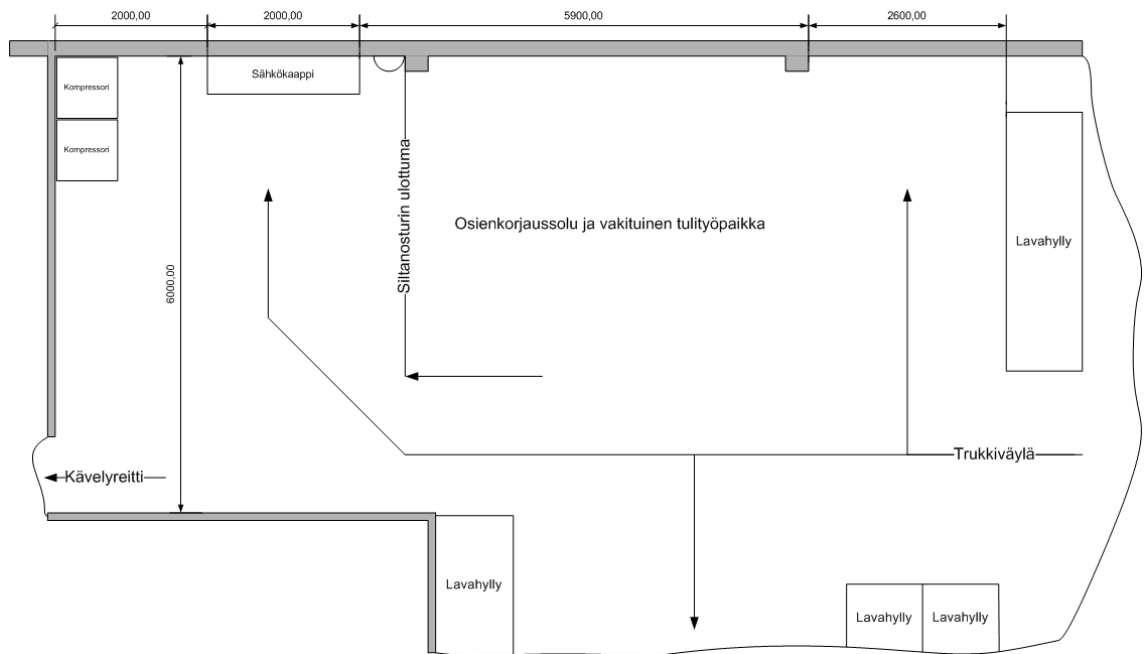 2000,00
2000,00
5900,00
2600,00
Sähkökaappi
Kompressori
Kompressori
Siltanosturin ulottuma
Osienkorjaussolu ja vakituinen tulityöpaikka
Lavahylly
6000,00
Trukkiväylä
Kävelyreitti
Lavahylly
Lavahylly
Lavahylly